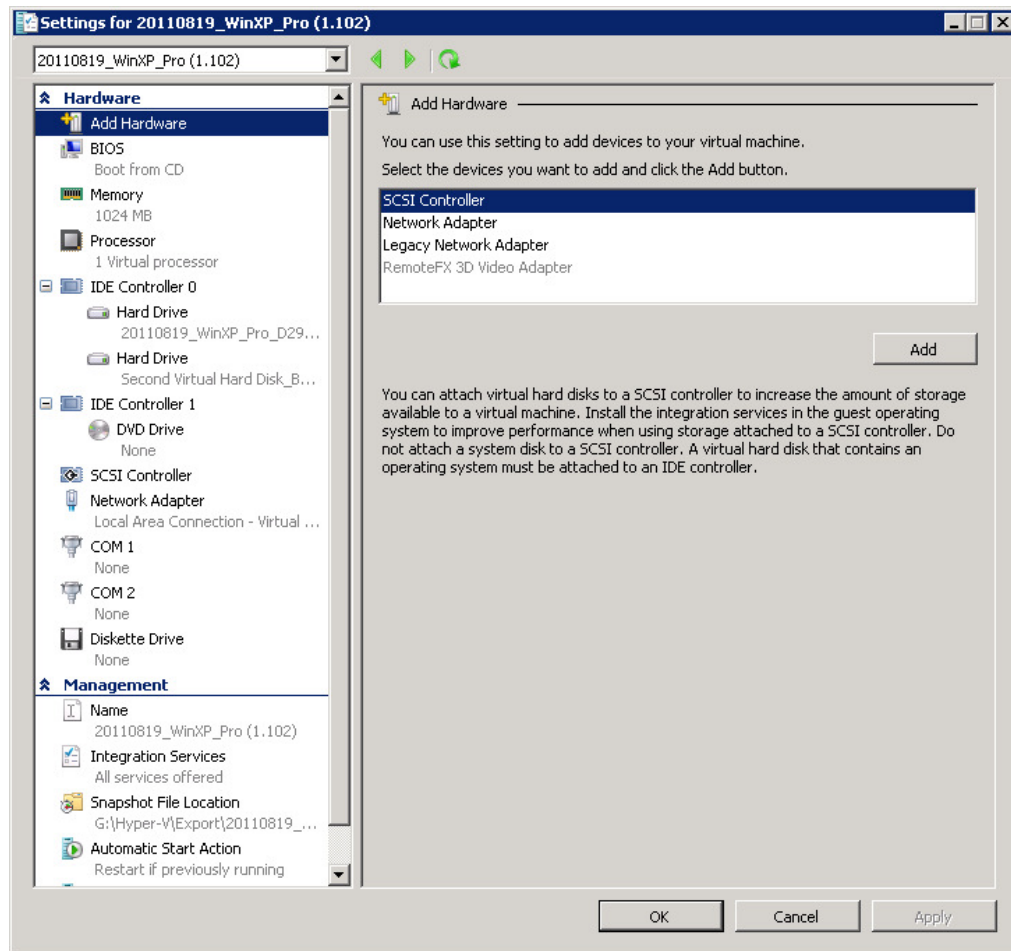 Settings for 20110819_WinXP_Pro (1.102)
20110819_WinXP_Pro (1.102)
Hardware
Add Hardware
BIOS
Boot from CD
Memory
1024 MB
Processor
1 Virtual processor
IDE Controller 0
Hard Drive
20110819_WinXP_Pro_D29...
Hard Drive
Second Virtual Hard Disk_B...
IDE Controller 1
DVD Drive
None
SCSI Controller
Network Adapter
Local Area Connection - Virtual ...
COM 1
None
COM 2
None
Diskette Drive
None
Management
Name
20110819_WinXP_Pro (1.102)
Integration Services
All services offered
Snapshot File Location
G:\Hyper-V\Export\20110819_...
Automatic Start Action
Restart if previously running
Add Hardware
You can use this setting to add devices to your virtual machine.
Select the devices you want to add and click the Add button.
SCSI Controller
Network Adapter
Legacy Network Adapter
RemoteFX 3D Video Adapter
Add
You can attach virtual hard disks to a SCSI controller to increase the amount of storage
available to a virtual machine. Install the integration services in the guest operating
system to improve performance when using storage attached to a SCSI controller. Do
not attach a system disk to a SCSI controller. A virtual hard disk that contains an
operating system must be attached to an IDE controller.
OK
Cancel
Apply